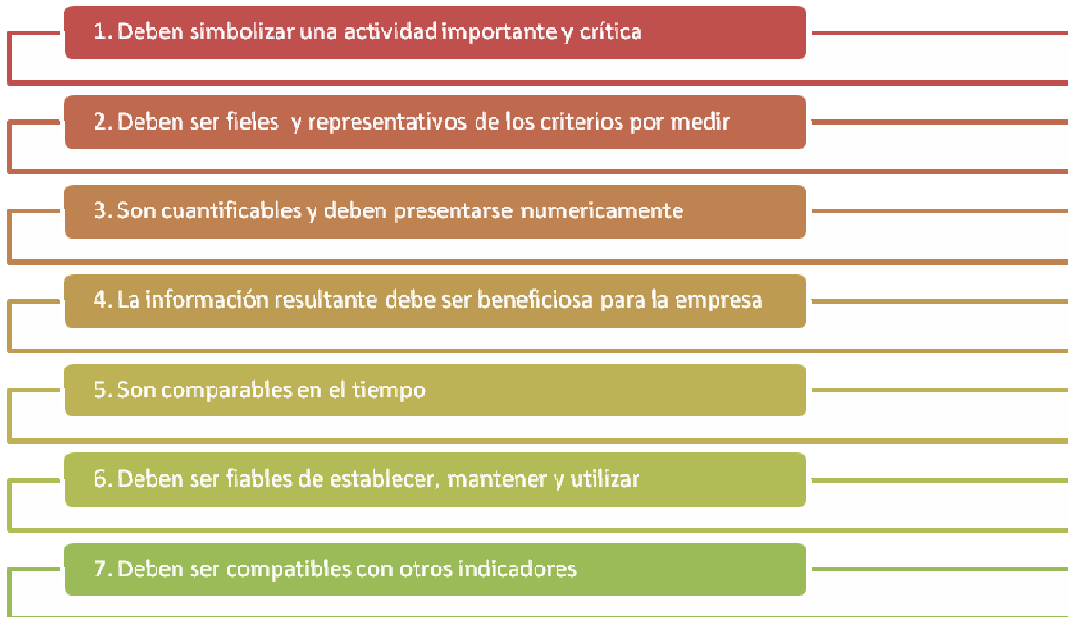 1. Deben simbolizar una actividad importante y crítica
2. Deben ser fieles y representativos de los criterios por medir
3. Son cuantificables y deben presentarse numericamente
4. La información resultante debe ser beneficiosa para la empresa
5. Son comparables en el tiempo
6. Deben ser fiables de establecer, mantener y utilizar
7. Deben ser compatibles con otros indicadores